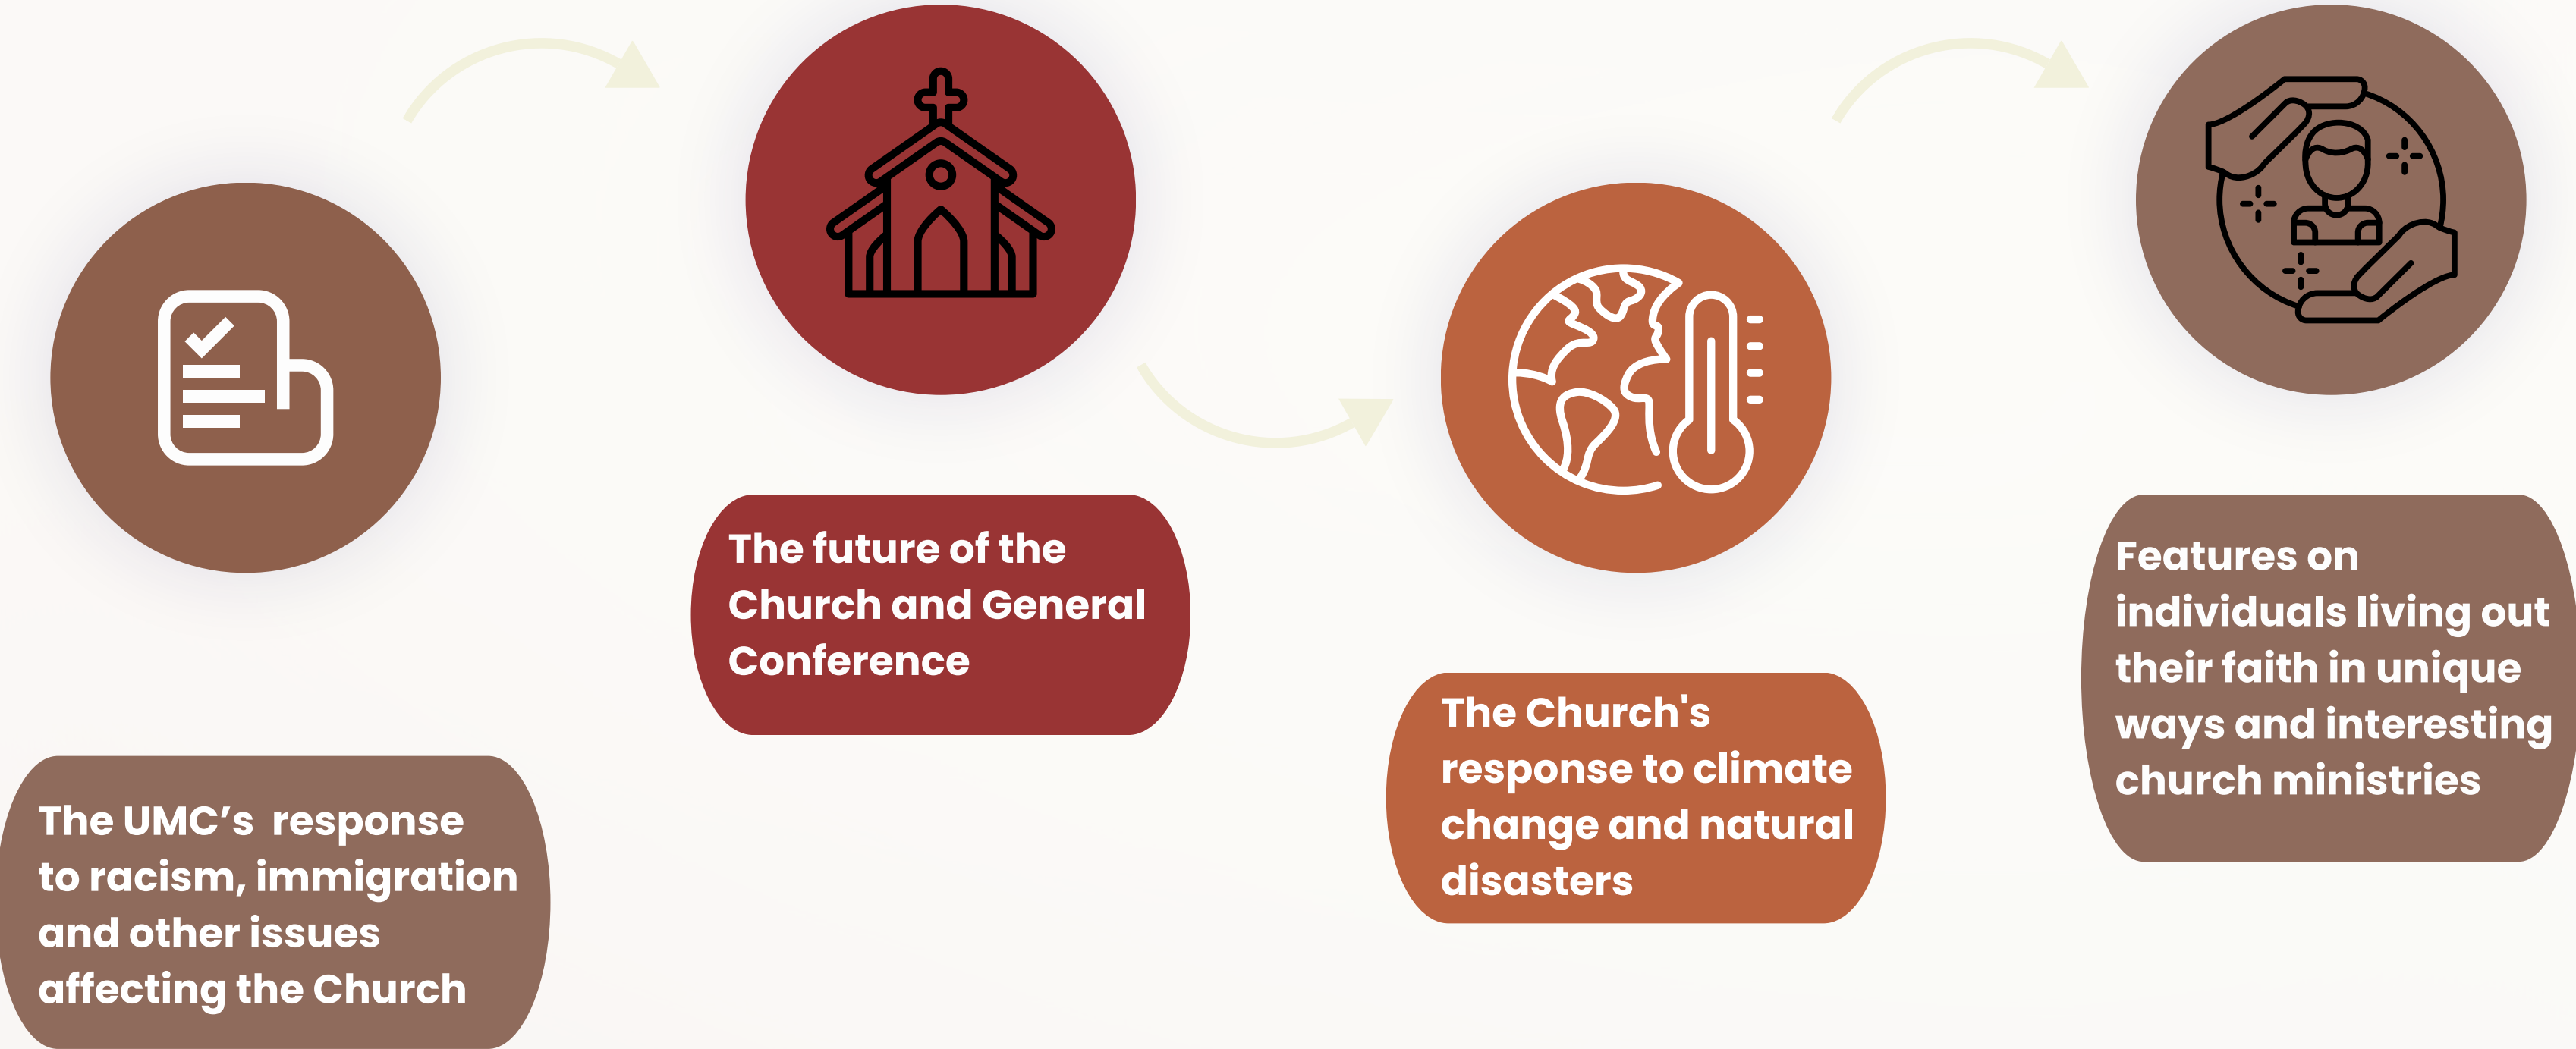 The UMC’s  response
to racism, immigration
and other issues
affecting the Church
The future of the
Church and General
Conference
The Church's
response to climate
change and natural
disasters
Features on
individuals living out
their faith in unique
ways and interesting
church ministries